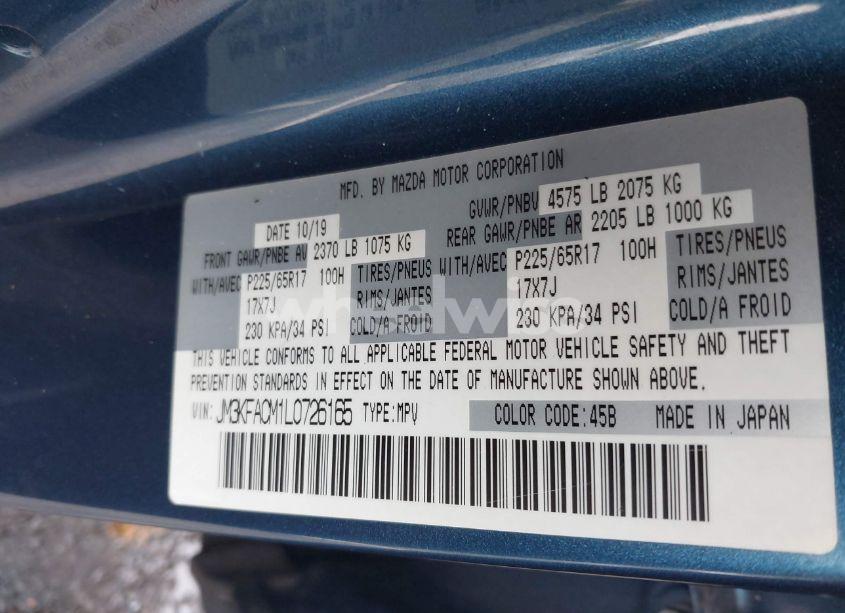 MFD. BY MAZDA MOTOR CORPORATION
DATE 10/19 GVWR/PNBV 4575 LB 2075 KG
FRONT GAWR/PNBE AV 2370 LB 1075 KG REAR GAWR/PNBE AR 2205 LB 1000 KG
WITH/AVEC P225/65R17 100H TIRES/PNEUS WITH/AVEC P225/65R17 100H TIRES/PNEUS
17X7J RIMS/JANTES 17X7J RIMS/JANTES
230 KPA/34 PSI COLD/A FROID 230 KPA/34 PSI COLD/A FROID
THIS VEHICLE CONFORMS TO ALL APPLICABLE FEDERAL MOTOR VEHICLE SAFETY AND THEFT
PREVENTION STANDARDS IN EFFECT ON THE DATE OF MANUFACTURE SHOWN ABOVE.
VIN: JM3KFACM1L0726165 TYPE:MPV COLOR CODE:45B MADE IN JAPAN